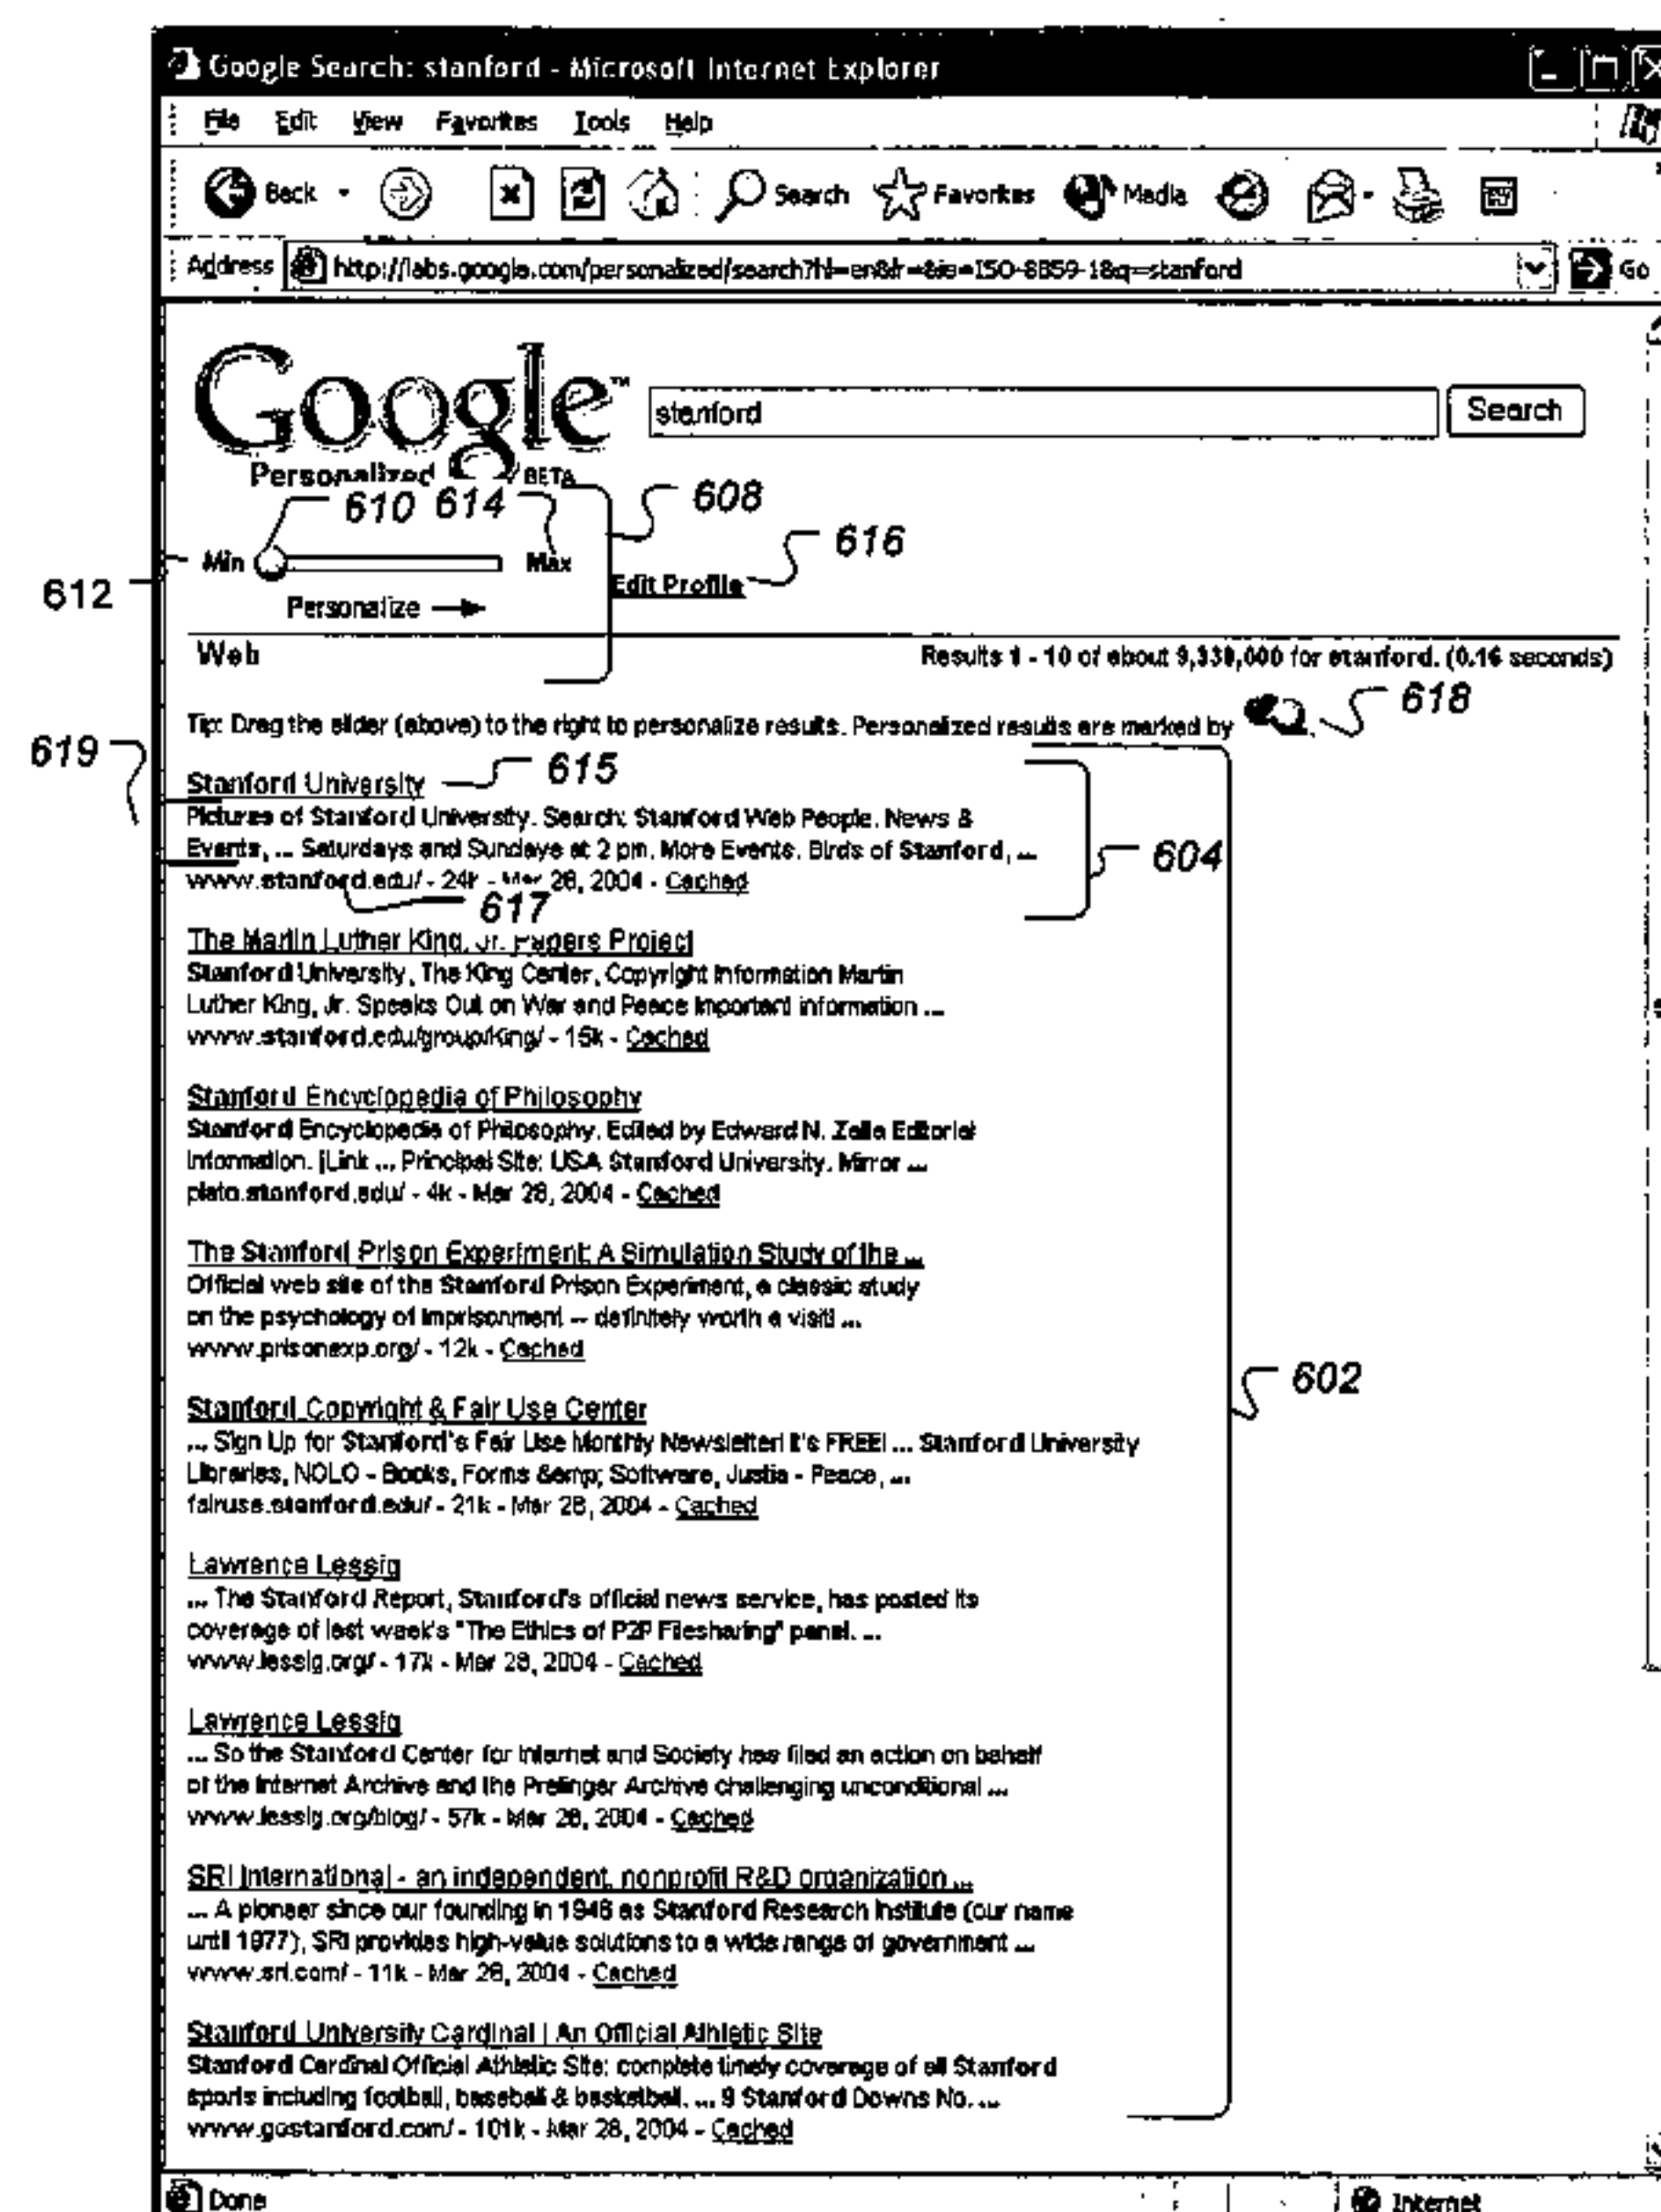 Google Search: stanford - Microsoft Internet Explorer
File Edit View Favorites Tools Help
Back Search Favorites Media
Address http://labs.google.com/personalized/search?hl=en&lr=&ie=ISO-8859-1&q=stanford Go
Google™ stanford Search
Personalized BETA
610 614 608
Min Max 616
612 Edit Profile
Personalize
Web Results 1 - 10 of about 9,330,000 for stanford. (0.16 seconds)
618
Tip: Drag the slider (above) to the right to personalize results. Personalized results are marked by
619
Stanford University 615
Pictures of Stanford University. Search: Stanford Web People. News &
Events, ... Saturdays and Sundays at 2 pm. More Events. Birds of Stanford, ... 604
www.stanford.edu/ - 24k - Mar 28, 2004 - Cached
617
The Martin Luther King, Jr. Papers Project
Stanford University, The King Center, Copyright Information Martin
Luther King, Jr. Speaks Out on War and Peace Important information ...
www.stanford.edu/group/King/ - 15k - Cached
Stanford Encyclopedia of Philosophy
Stanford Encyclopedia of Philosophy. Edited by Edward N. Zalta Editorial
Information. [Link ... Principal Site: USA Stanford University. Mirror ...
plato.stanford.edu/ - 4k - Mar 28, 2004 - Cached
The Stanford Prison Experiment: A Simulation Study of the ...
Official web site of the Stanford Prison Experiment, a classic study
on the psychology of imprisonment -- definitely worth a visit! ...
www.prisonexp.org/ - 12k - Cached
602
Stanford Copyright & Fair Use Center
... Sign Up for Stanford's Fair Use Monthly Newsletter! It's FREE! ... Stanford University
Libraries, NOLO - Books, Forms &amp; Software, Justia - Peace, ...
fairuse.stanford.edu/ - 21k - Mar 28, 2004 - Cached
Lawrence Lessig
... The Stanford Report, Stanford's official news service, has posted its
coverage of last week's "The Ethics of P2P Filesharing" panel. ...
www.lessig.org/ - 17k - Mar 28, 2004 - Cached
Lawrence Lessig
... So the Stanford Center for Internet and Society has filed an action on behalf
of the Internet Archive and the Prelinger Archive challenging unconditional ...
www.lessig.org/blog/ - 57k - Mar 28, 2004 - Cached
SRI International - an independent, nonprofit R&D organization ...
... A pioneer since our founding in 1946 as Stanford Research Institute (our name
until 1977), SRI provides high-value solutions to a wide range of government ...
www.sri.com/ - 11k - Mar 28, 2004 - Cached
Stanford University Cardinal | An Official Athletic Site
Stanford Cardinal Official Athletic Site: complete timely coverage of all Stanford
sports including football, baseball & basketball. ... 9 Stanford Downs No. ...
www.gostanford.com/ - 101k - Mar 28, 2004 - Cached
Done Internet